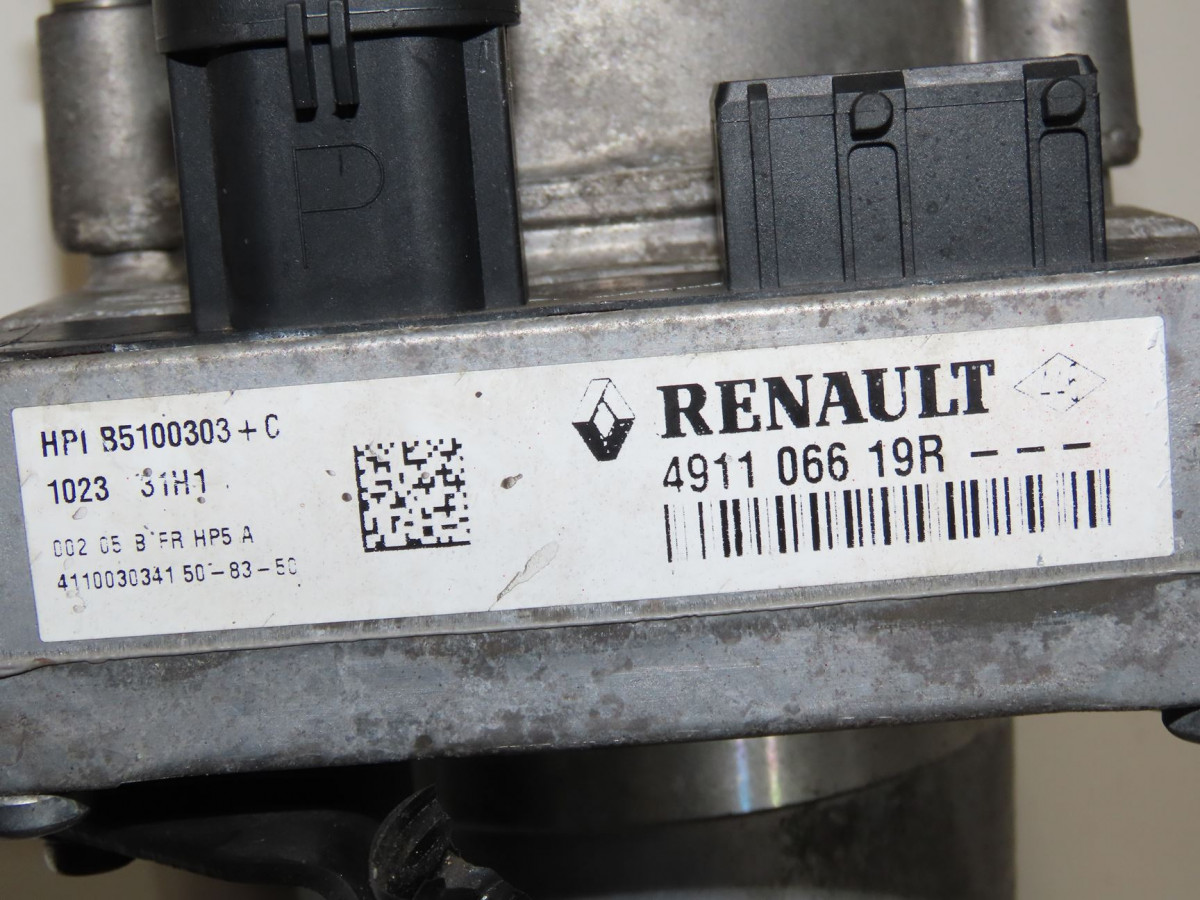 HPI B5100303+C
1023 31H1
002 05 B FR HP5 A
4110030341 50-83-50
RENAULT
4911 066 19R ---